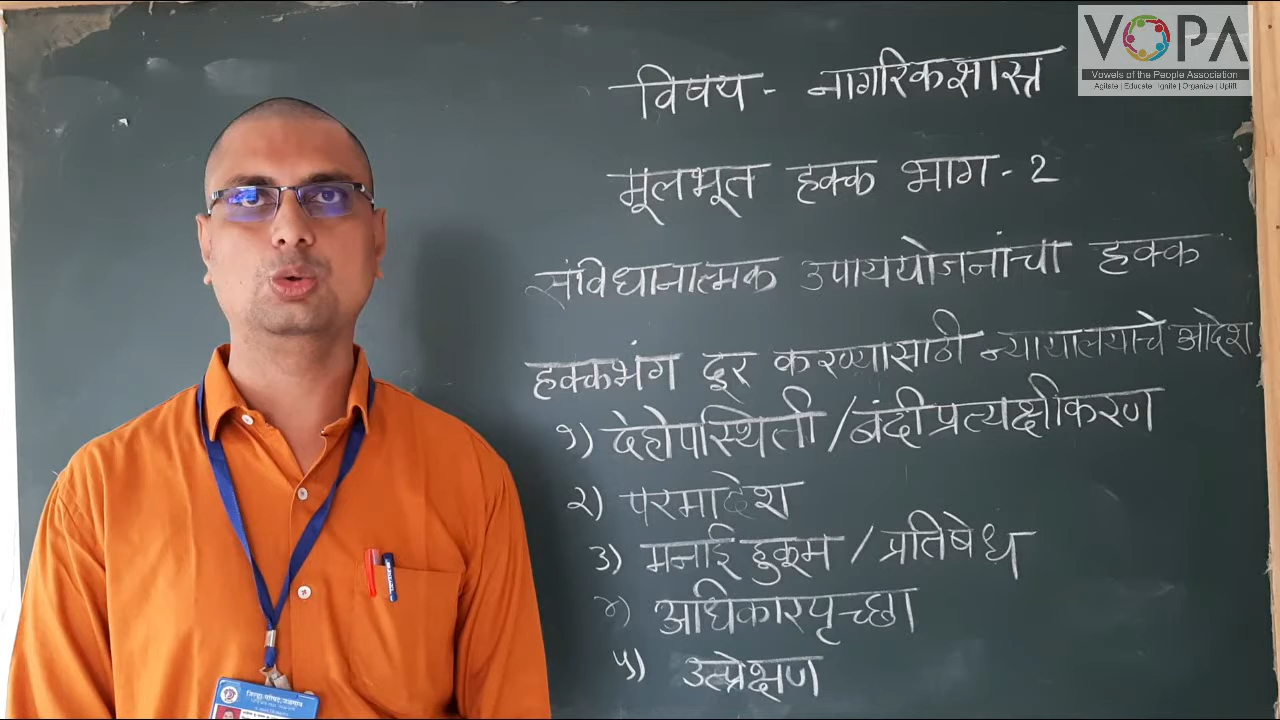 VOPA
Vowels of the People Association
Agitate | Educate | Ignite | Organize | Uplift
विषय - नागरिकशास्त्र
मूलभूत हक्क भाग - 2
संविधानात्मक उपाययोजनांचा हक्क
हक्कभंग दूर करण्यासाठी न्यायालयाचे आदेश
१) देहोपस्थिती / बंदीप्रत्यक्षीकरण
२) परमादेश
३) मनाई हुकूम / प्रतिषेध
४) अधिकारपृच्छा
५) उत्प्रेक्षण
जिल्हा परिषद,